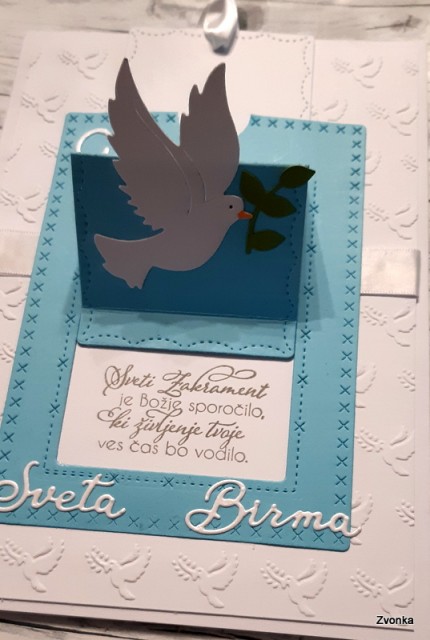 Sveti Zakrament
je Božje sporočilo,
ki življenje tvoje
ves čas bo vodilo.
Sveta Birma
Zvonka